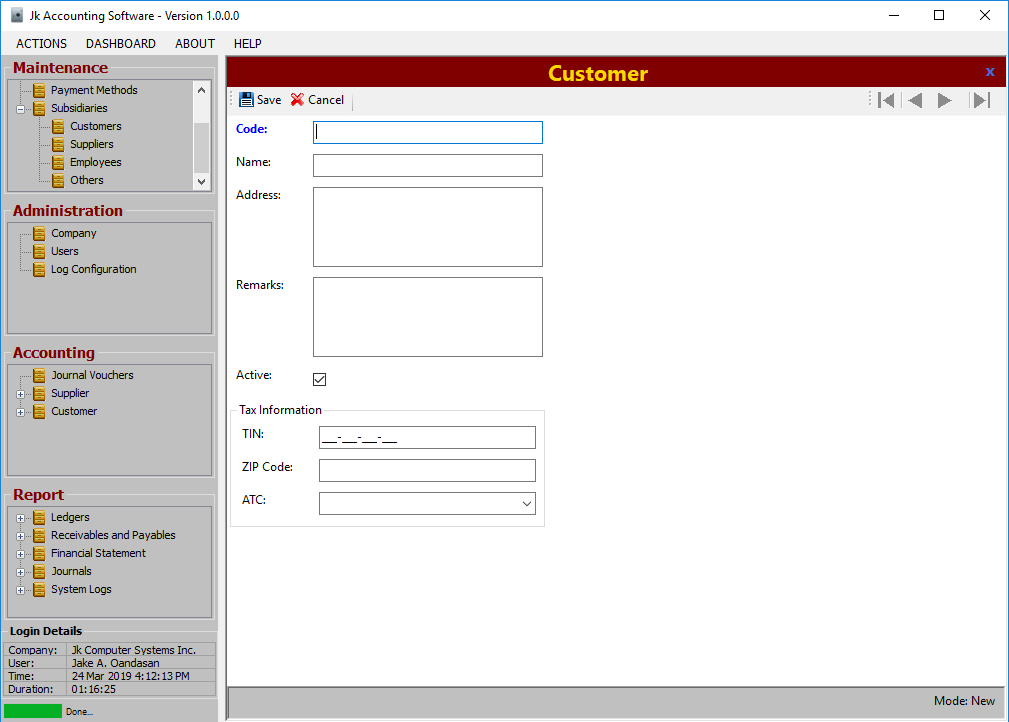 Jk Accounting Software - Version 1.0.0.0
ACTIONS DASHBOARD ABOUT HELP
Maintenance
Payment Methods
Subsidiaries
Customers
Suppliers
Employees
Others
Administration
Company
Users
Log Configuration
Accounting
Journal Vouchers
Supplier
Customer
Report
Ledgers
Receivables and Payables
Financial Statement
Journals
System Logs
Login Details
Company: Jk Computer Systems Inc.
User: Jake A. Oandasan
Time: 24 Mar 2019 4:12:13 PM
Duration: 01:16:25
Done...
Customer x
Save Cancel
Code:
Name:
Address:
Remarks:
Active:
Tax Information
TIN: __-__-__-__
ZIP Code:
ATC:
Mode: New